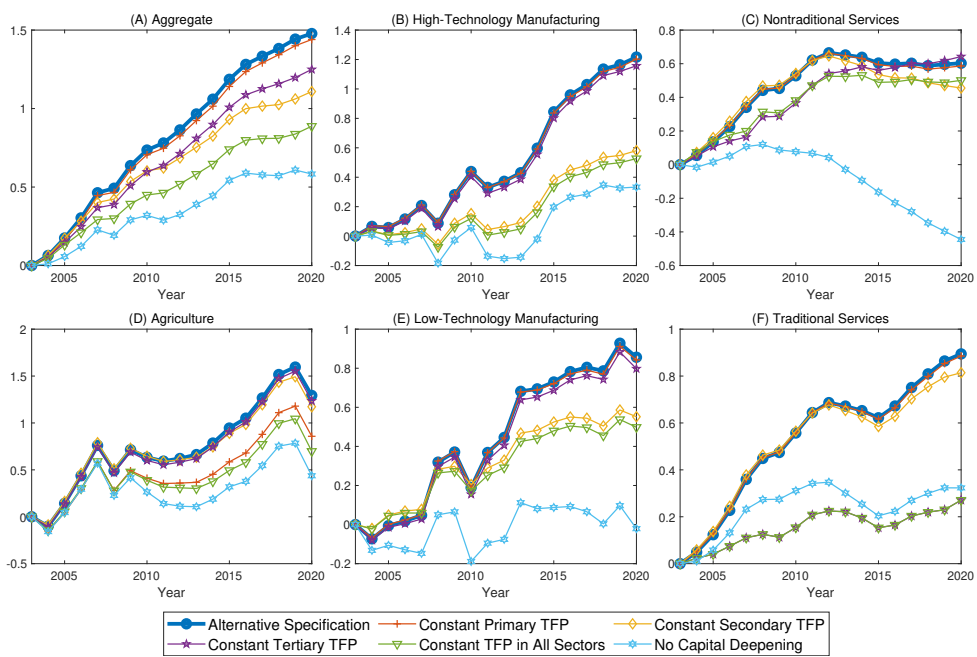 (A) Aggregate
1.5
1
0.5
0
2005 2010 2015 2020
Year
(B) High-Technology Manufacturing
1.4
1.2
1
0.8
0.6
0.4
0.2
0
-0.2
2005 2010 2015 2020
Year
(C) Nontraditional Services
0.8
0.6
0.4
0.2
0
-0.2
-0.4
-0.6
2005 2010 2015 2020
Year
(D) Agriculture
2
1.5
1
0.5
0
-0.5
2005 2010 2015 2020
Year
(E) Low-Technology Manufacturing
1
0.8
0.6
0.4
0.2
0
-0.2
2005 2010 2015 2020
Year
(F) Traditional Services
1
0.8
0.6
0.4
0.2
0
2005 2010 2015 2020
Year
Alternative Specification Constant Primary TFP Constant Secondary TFP
Constant Tertiary TFP Constant TFP in All Sectors No Capital Deepening